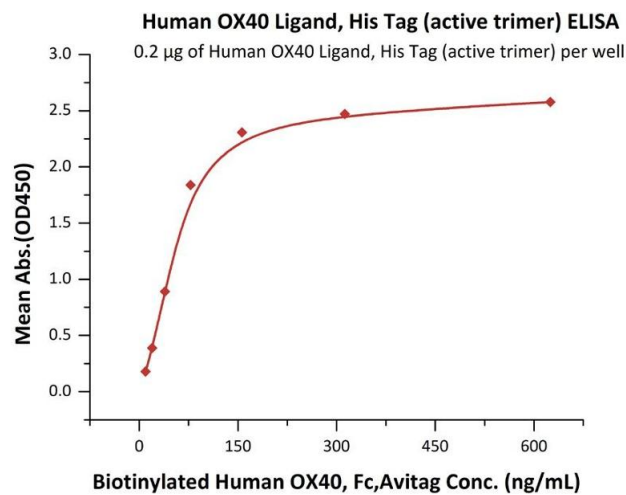 Human OX40 Ligand, His Tag (active trimer) ELISA
0.2 μg of Human OX40 Ligand, His Tag (active trimer) per well
3.0
2.5
2.0
1.5
1.0
0.5
0.0
Mean Abs.(OD450)
0 150 300 450 600
Biotinylated Human OX40, Fc,Avitag Conc. (ng/mL)